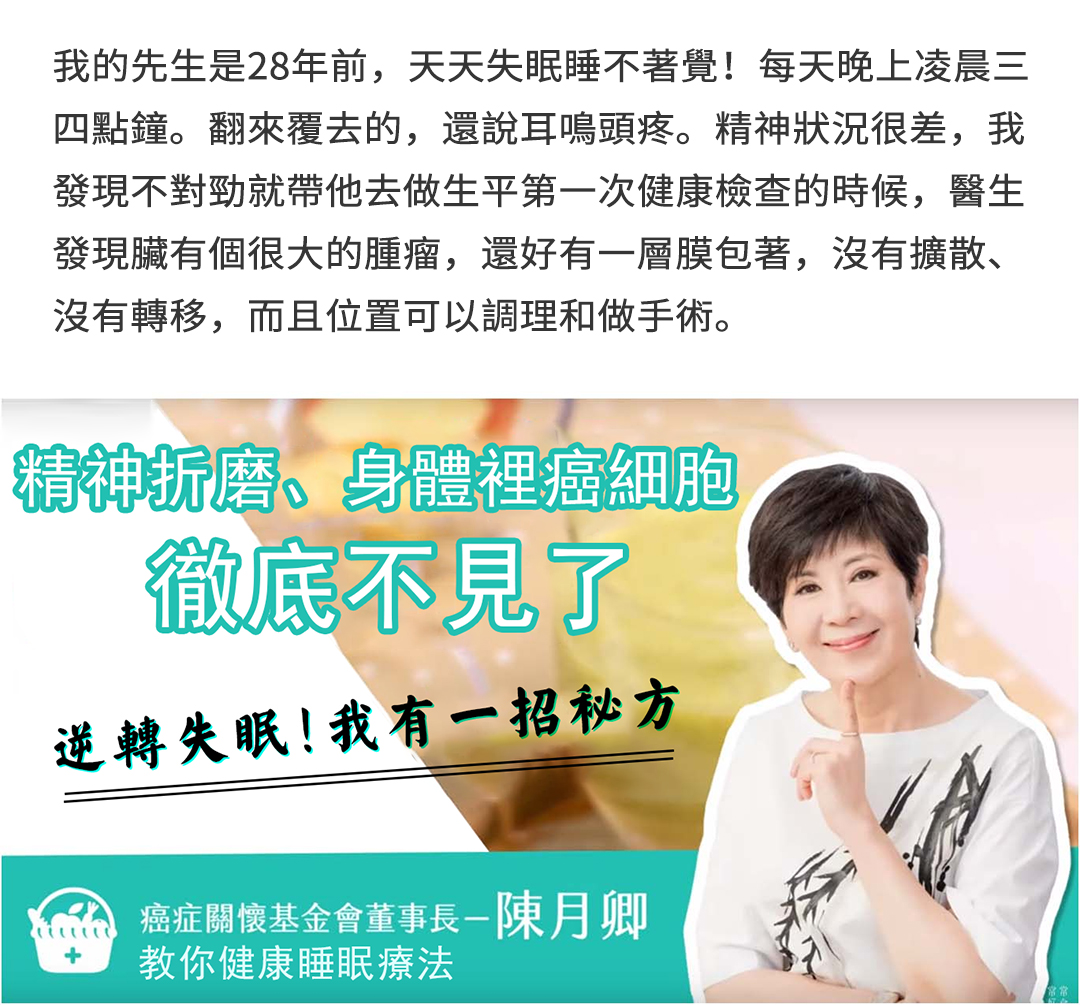 我的先生是28年前，天天失眠睡不著覺！每天晚上凌晨三
四點鐘。翻來覆去的，還說耳鳴頭疼。精神狀況很差，我
發現不對勁就帶他去做生平第一次健康檢查的時候，醫生
發現臟有個很大的腫瘤，還好有一層膜包著，沒有擴散、
沒有轉移，而且位置可以調理和做手術。
精神折磨、身體裡癌細胞
徹底不見了
逆轉失眠！我有一招秘方
癌症關懷基金會董事長－陳月卿
教你健康睡眠療法